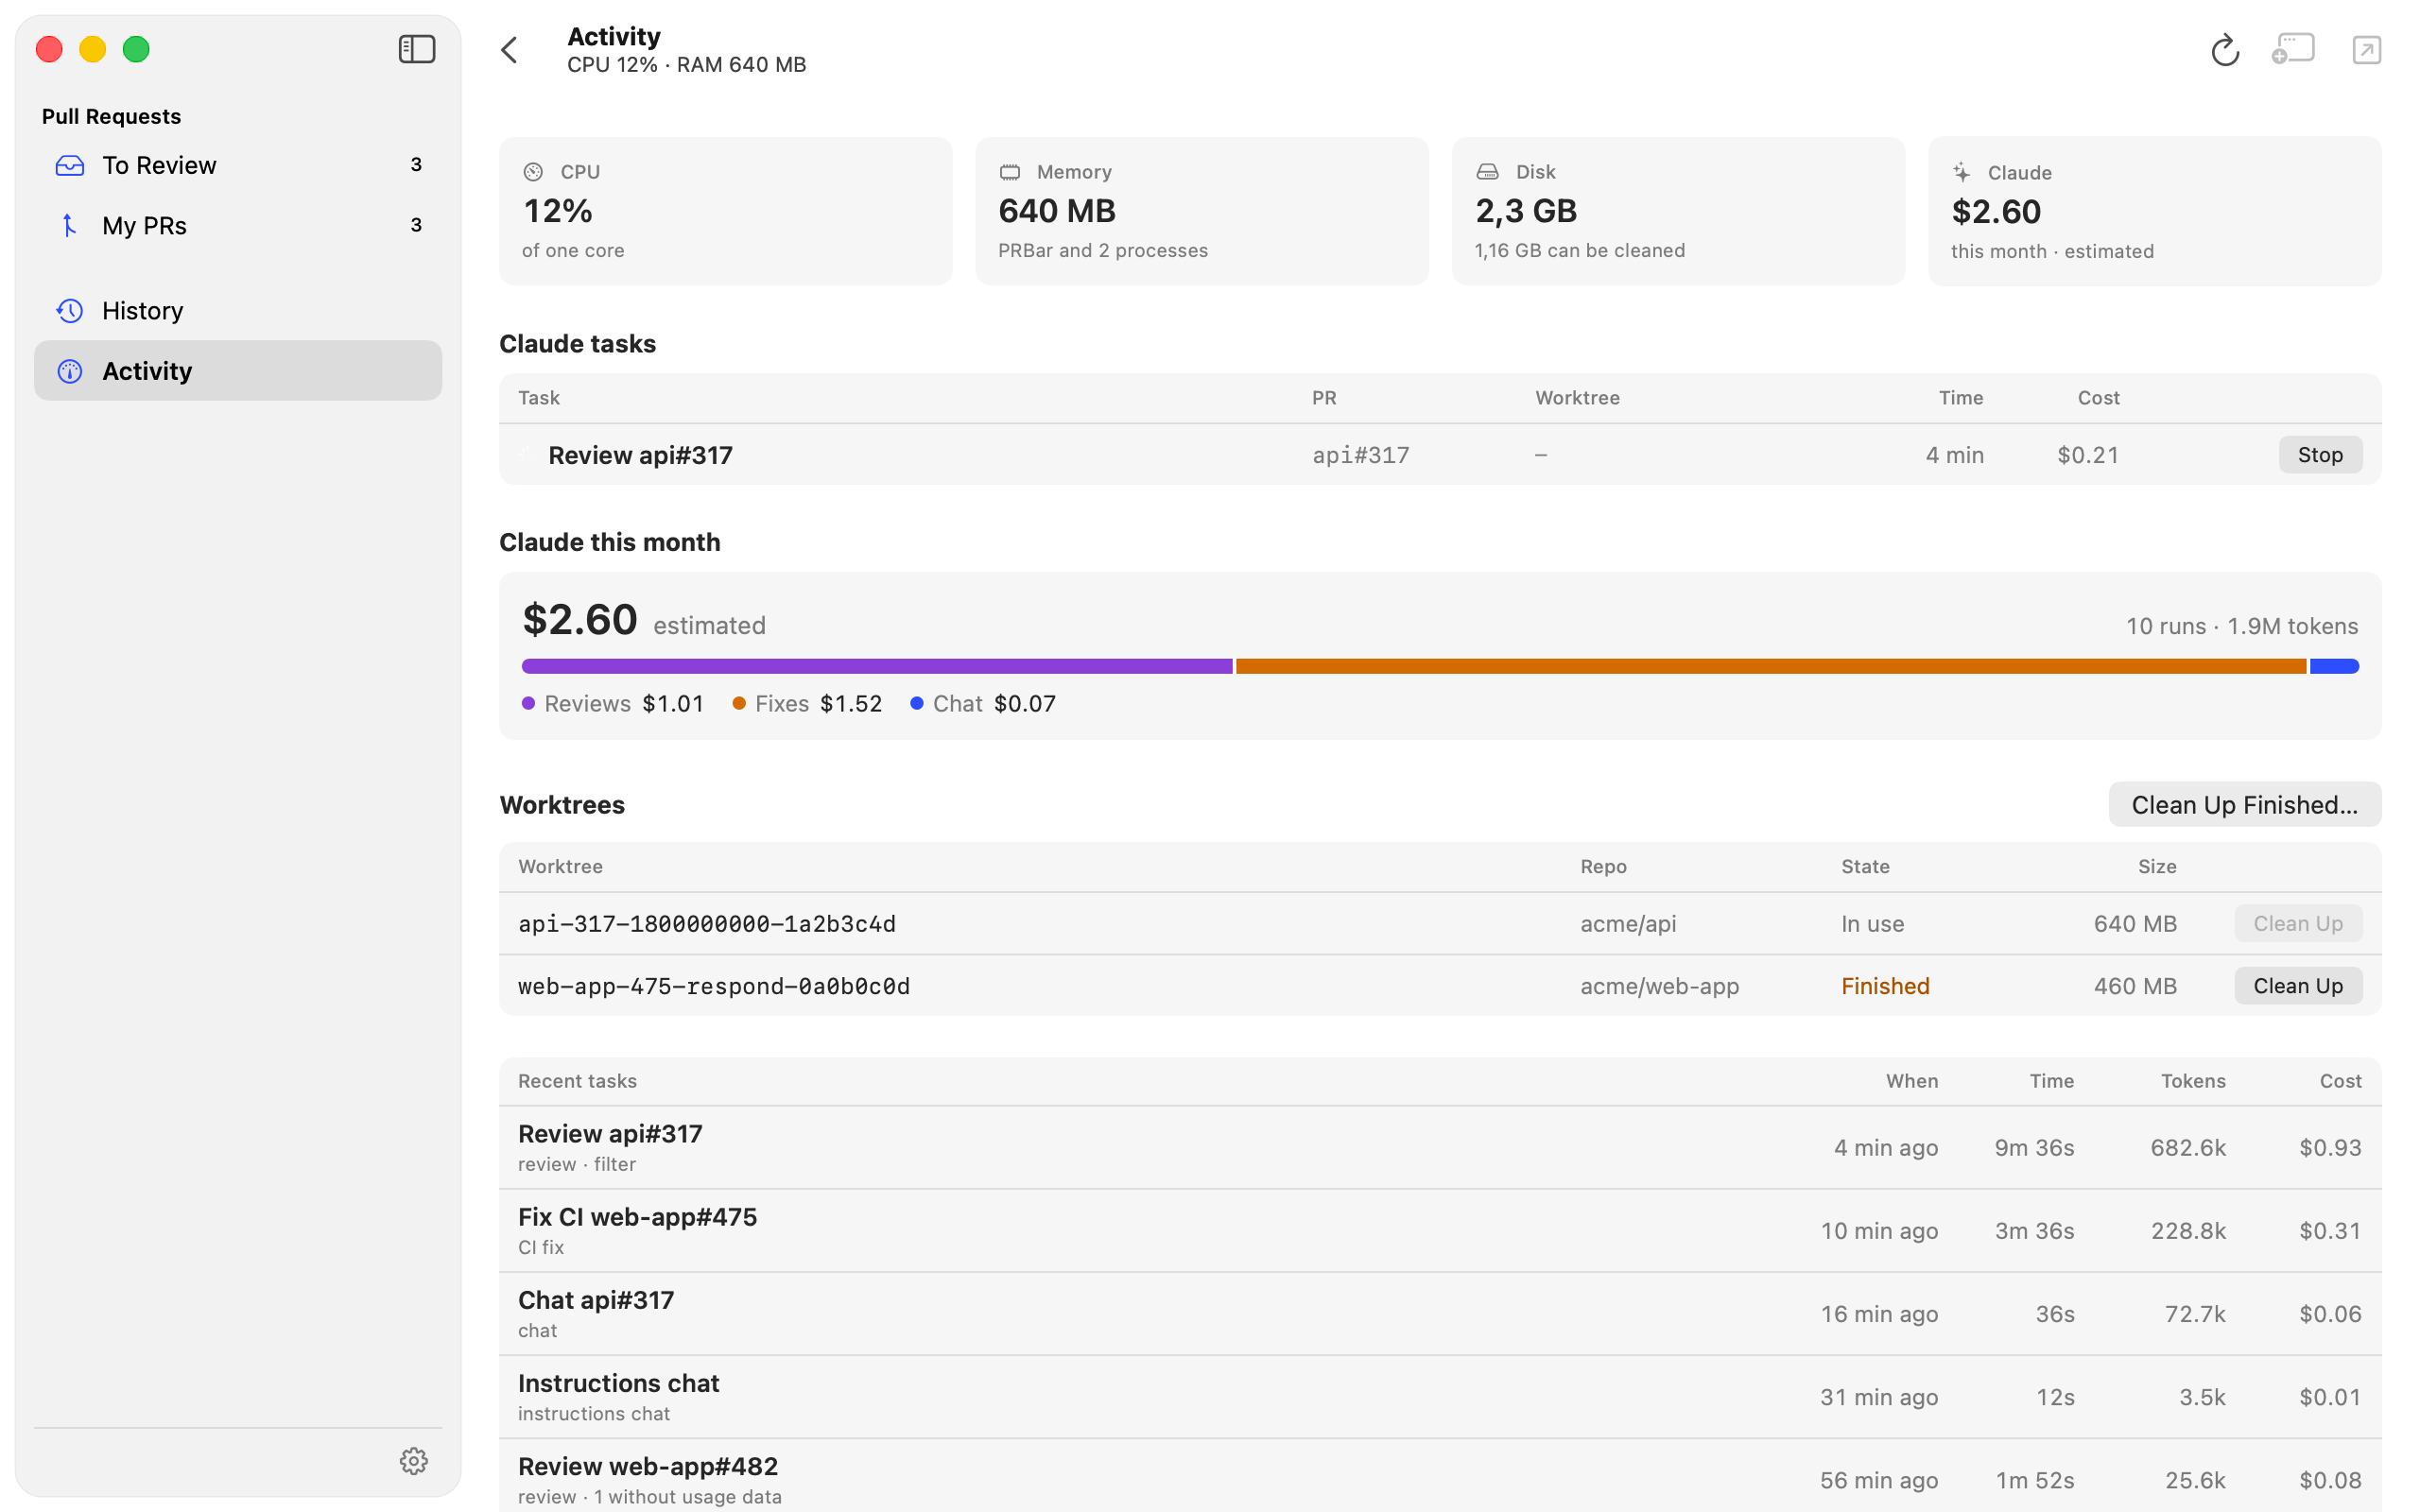 Pull Requests
To Review 3
My PRs 3
History
Activity
Activity
CPU 12% · RAM 640 MB
CPU
12%
of one core
Memory
640 MB
PRBar and 2 processes
Disk
2,3 GB
1,16 GB can be cleaned
Claude
$2.60
this month · estimated
Claude tasks
Task PR Worktree Time Cost
Review api#317 api#317 – 4 min $0.21 Stop
Claude this month
$2.60 estimated 10 runs · 1.9M tokens
Reviews $1.01 Fixes $1.52 Chat $0.07
Worktrees Clean Up Finished...
Worktree Repo State Size
api-317-1800000000-1a2b3c4d acme/api In use 640 MB Clean Up
web-app-475-respond-0a0b0c0d acme/web-app Finished 460 MB Clean Up
Recent tasks When Time Tokens Cost
Review api#317 4 min ago 9m 36s 682.6k $0.93
review · filter
Fix CI web-app#475 10 min ago 3m 36s 228.8k $0.31
CI fix
Chat api#317 16 min ago 36s 72.7k $0.06
chat
Instructions chat 31 min ago 12s 3.5k $0.01
instructions chat
Review web-app#482 56 min ago 1m 52s 25.6k $0.08
review · 1 without usage data